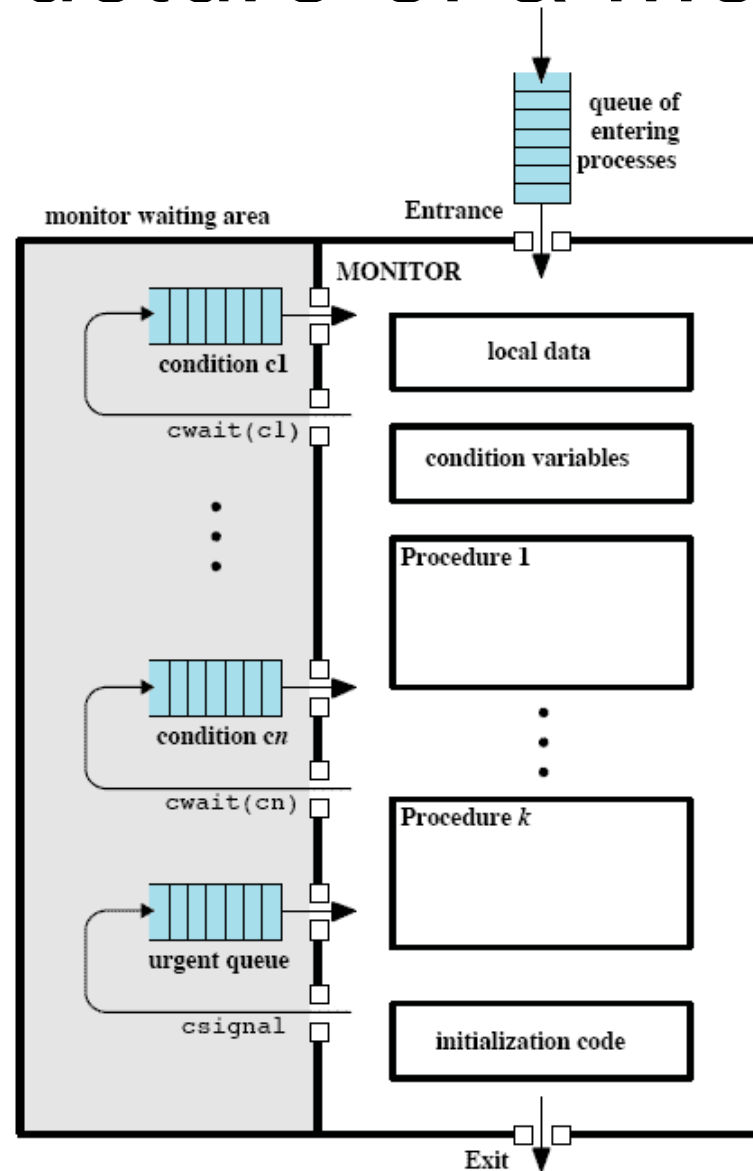 queue of
entering
processes
Entrance
monitor waiting area
MONITOR
local data
condition c1
cwait(c1)
condition variables
Procedure 1
condition cn
cwait(cn)
Procedure k
urgent queue
csignal
initialization code
Exit